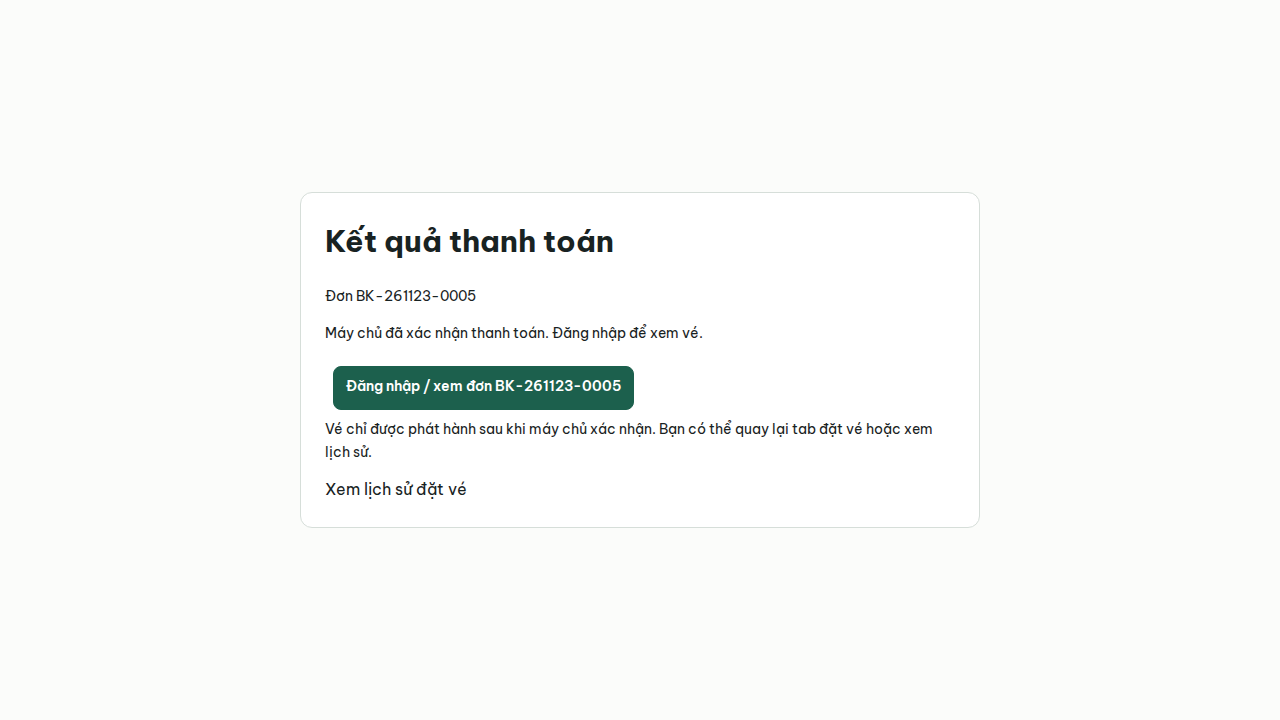 Kết quả thanh toán
Đơn BK-261123-0005
Máy chủ đã xác nhận thanh toán. Đăng nhập để xem vé.
Đăng nhập / xem đơn BK-261123-0005
Vé chỉ được phát hành sau khi máy chủ xác nhận. Bạn có thể quay lại tab đặt vé hoặc xem
lịch sử.
Xem lịch sử đặt vé